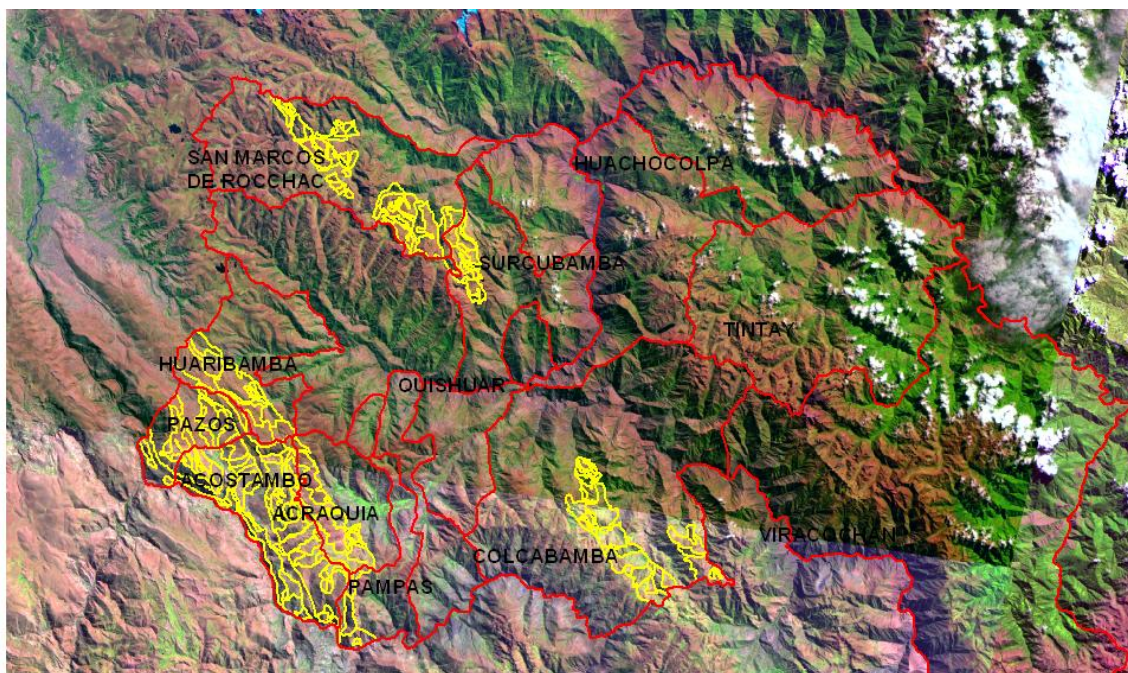 SAN MARCOS
DE ROCCHAC
HUACHOCOLPA
SURCUBAMBA
TINTAY
HUARIBAMBA
QUISHUAR
PAZOS
ACOSTAMBO
ACRAQUIA
VIRACOCHAN
COLCABAMBA
PAMPAS